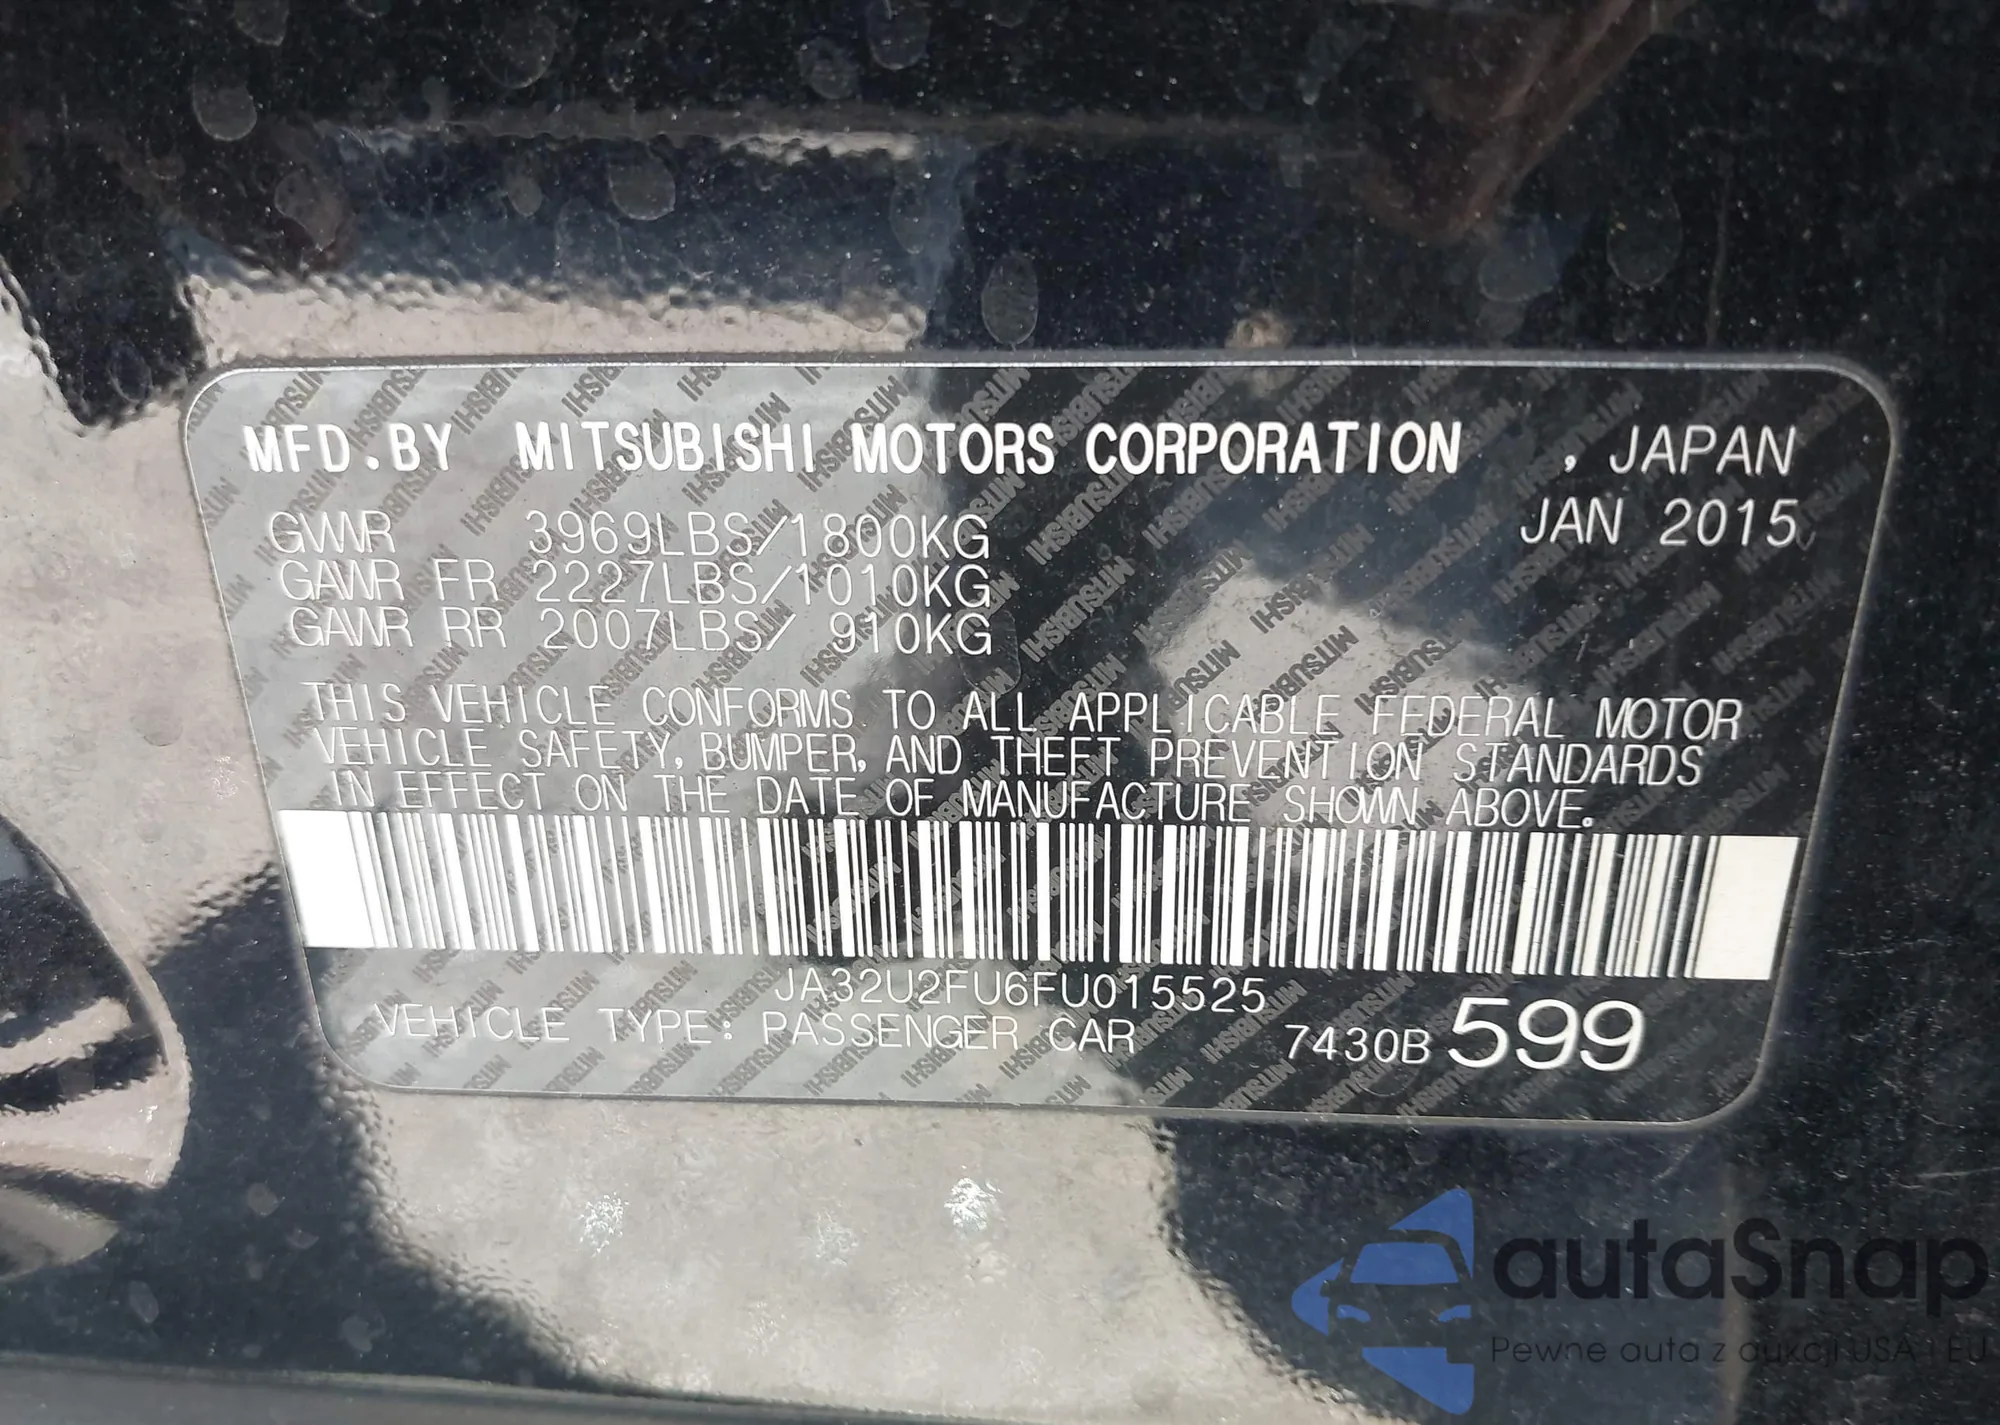 MFD.BY MITSUBISHI MOTORS CORPORATION , JAPAN
JAN 2015
GVWR 3969LBS/1800KG
GAWR FR 2227LBS/1010KG
GAWR RR 2007LBS/ 910KG
THIS VEHICLE CONFORMS TO ALL APPLICABLE FEDERAL MOTOR
VEHICLE SAFETY, BUMPER, AND THEFT PREVENTION STANDARDS
IN EFFECT ON THE DATE OF MANUFACTURE SHOWN ABOVE.
JA32U2FU6FU015525
VEHICLE TYPE: PASSENGER CAR 7430B 599
autaSnap
Pewne auta z aukcji USA i EU